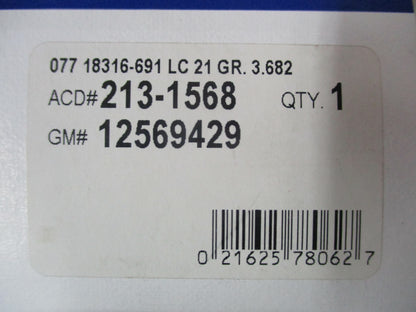 077 18316-691 LC 21 GR. 3.682
ACD# 213-1568 QTY. 1
GM# 12569429
0 21625 78062 7